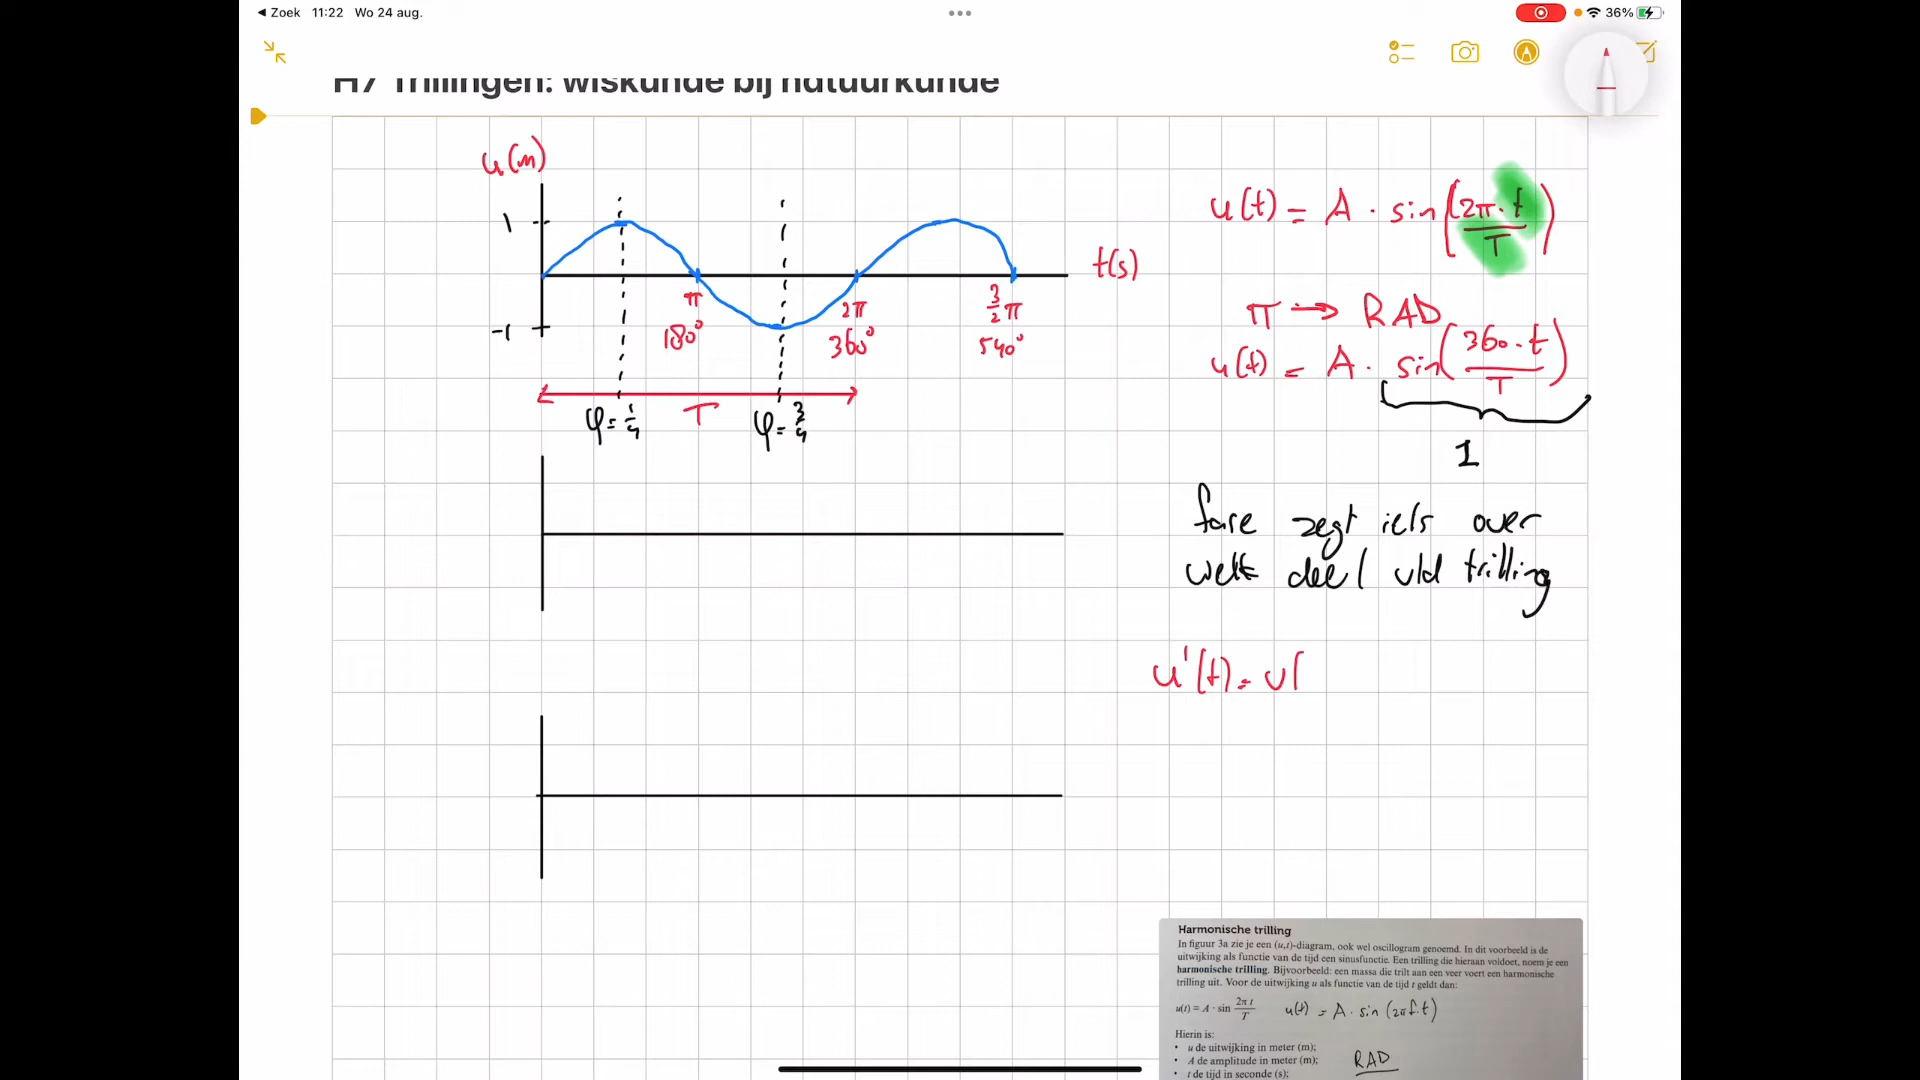 Zoek 11:22 Wo 24 aug.
36%
H7 Trillingen: wiskunde bij natuurkunde
u(m)
1
-1
t(s)
π
180°
2π
360°
3/2 π
540°
T
φ = 1/4
φ = 3/4
u(t) = A · sin(2π · t / T)
π → RAD
u(t) = A · sin(360 · t / T)
1
fase zegt iets over
welk deel v/d trilling
u'(t) = v(
Harmonische trilling
In figuur 3a zie je een (u,t)-diagram, ook wel oscillogram genoemd. In dit voorbeeld is de
uitwijking als functie van de tijd een sinusfunctie. Een trilling die hieraan voldoet, noem je een
harmonische trilling. Bijvoorbeeld: een massa die trilt aan een veer voert een harmonische
trilling uit. Voor de uitwijking u als functie van de tijd t geldt dan:
u(t) = A · sin 2π t / T
u(t) = A · sin (2π f · t)
Hierin is:
• u de uitwijking in meter (m);
• A de amplitude in meter (m);
• t de tijd in seconde (s);
RAD